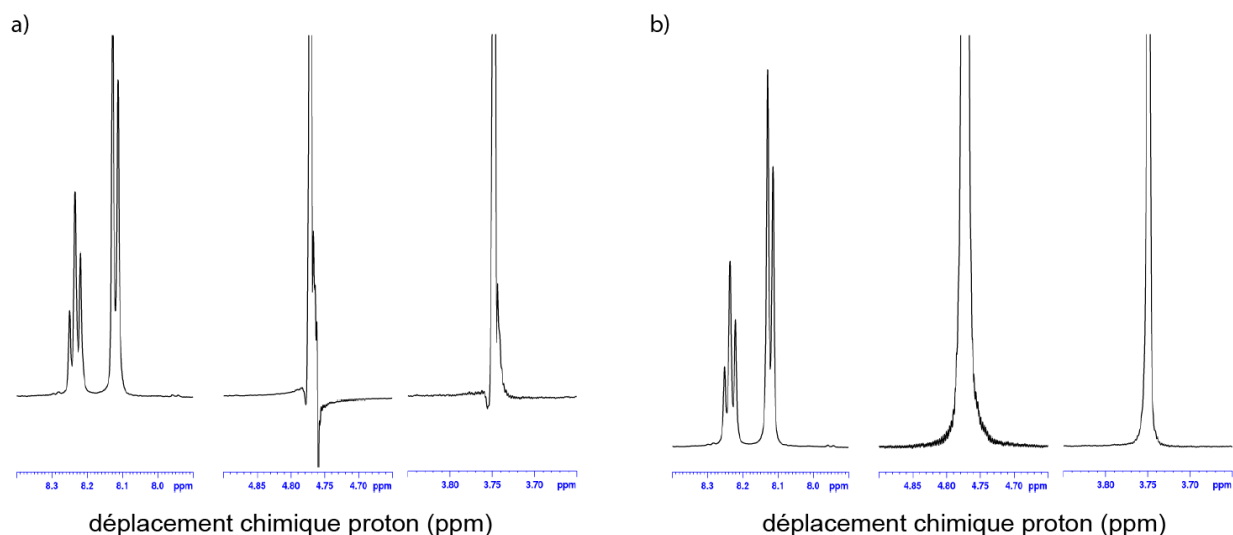 a)
b)
8.3 8.2 8.1 8.0 ppm
4.85 4.80 4.75 4.70 ppm
3.80 3.75 3.70 ppm
8.3 8.2 8.1 8.0 ppm
4.85 4.80 4.75 4.70 ppm
3.80 3.75 3.70 ppm
déplacement chimique proton (ppm)
déplacement chimique proton (ppm)